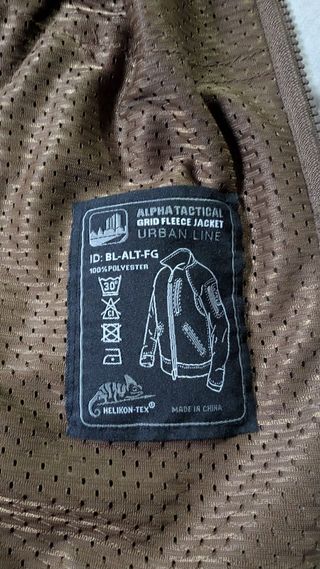 ALPHA TACTICAL
GRID FLEECE JACKET
URBAN LINE
ID: BL-ALT-FG
100% POLYESTER
30°
CL
HELIKON-TEX®
MADE IN CHINA